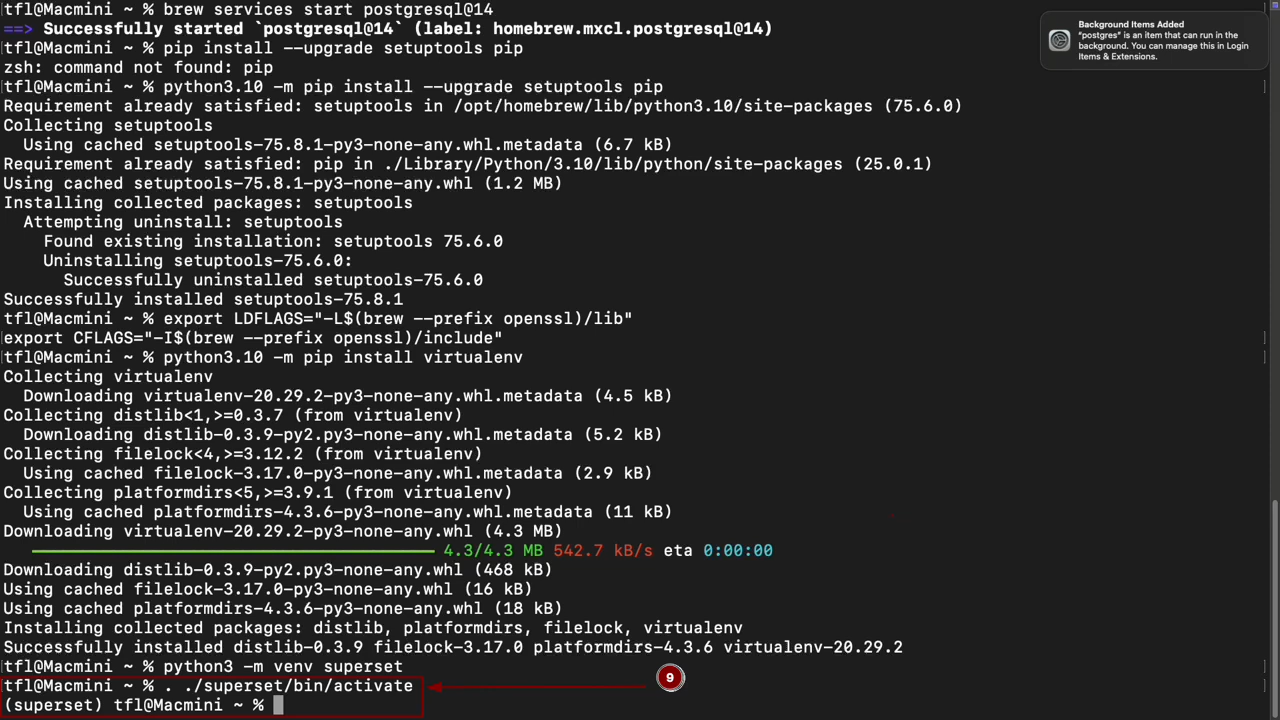 tfl@Macmini ~ % brew services start postgresql@14
==> Successfully started `postgresql@14` (label: homebrew.mxcl.postgresql@14)
tfl@Macmini ~ % pip install --upgrade setuptools pip
zsh: command not found: pip
tfl@Macmini ~ % python3.10 -m pip install --upgrade setuptools pip
Requirement already satisfied: setuptools in /opt/homebrew/lib/python3.10/site-packages (75.6.0)
Collecting setuptools
  Using cached setuptools-75.8.1-py3-none-any.whl.metadata (6.7 kB)
Requirement already satisfied: pip in ./Library/Python/3.10/lib/python/site-packages (25.0.1)
Using cached setuptools-75.8.1-py3-none-any.whl (1.2 MB)
Installing collected packages: setuptools
  Attempting uninstall: setuptools
    Found existing installation: setuptools 75.6.0
    Uninstalling setuptools-75.6.0:
      Successfully uninstalled setuptools-75.6.0
Successfully installed setuptools-75.8.1
tfl@Macmini ~ % export LDFLAGS="-L$(brew --prefix openssl)/lib"
export CFLAGS="-I$(brew --prefix openssl)/include"
tfl@Macmini ~ % python3.10 -m pip install virtualenv
Collecting virtualenv
  Downloading virtualenv-20.29.2-py3-none-any.whl.metadata (4.5 kB)
Collecting distlib<1,>=0.3.7 (from virtualenv)
  Downloading distlib-0.3.9-py2.py3-none-any.whl.metadata (5.2 kB)
Collecting filelock<4,>=3.12.2 (from virtualenv)
  Using cached filelock-3.17.0-py3-none-any.whl.metadata (2.9 kB)
Collecting platformdirs<5,>=3.9.1 (from virtualenv)
  Using cached platformdirs-4.3.6-py3-none-any.whl.metadata (11 kB)
Downloading virtualenv-20.29.2-py3-none-any.whl (4.3 MB)
4.3/4.3 MB 542.7 kB/s eta 0:00:00
Downloading distlib-0.3.9-py2.py3-none-any.whl (468 kB)
Using cached filelock-3.17.0-py3-none-any.whl (16 kB)
Using cached platformdirs-4.3.6-py3-none-any.whl (18 kB)
Installing collected packages: distlib, platformdirs, filelock, virtualenv
Successfully installed distlib-0.3.9 filelock-3.17.0 platformdirs-4.3.6 virtualenv-20.29.2
tfl@Macmini ~ % python3 -m venv superset
tfl@Macmini ~ % . ./superset/bin/activate
(superset) tfl@Macmini ~ %
9
Background Items Added
"postgres" is an item that can run in the
background. You can manage this in Login
Items & Extensions.